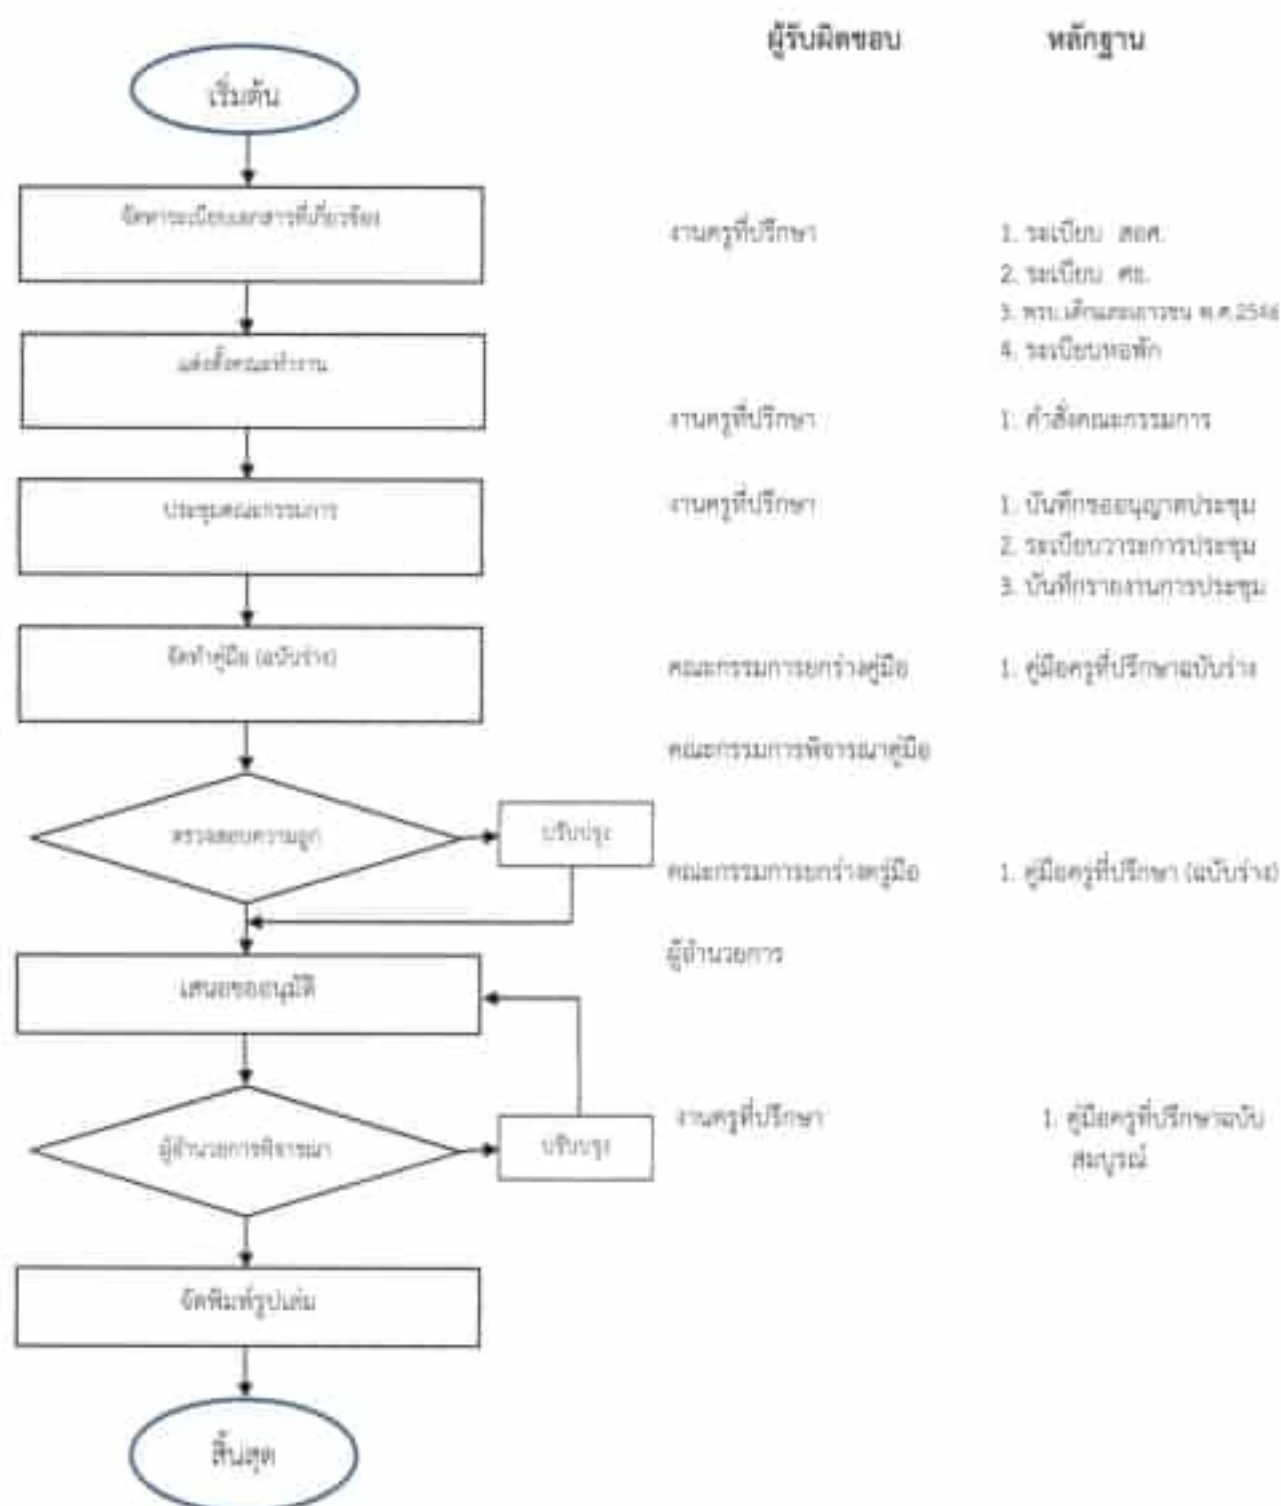 ผู้รับผิดชอบ หลักฐาน
เริ่มต้น
จัดหาระเบียบเอกสารที่เกี่ยวข้อง
งานครูที่ปรึกษา
1. ระเบียบ สอศ.
2. ระเบียบ ศธ.
3. พรบ.เด็กและเยาวชน พ.ศ.2546
4. ระเบียบหอพัก
แต่งตั้งคณะทำงาน
งานครูที่ปรึกษา
1. คำสั่งคณะกรรมการ
ประชุมคณะกรรมการ
งานครูที่ปรึกษา
1. บันทึกขออนุญาตประชุม
2. ระเบียบวาระการประชุม
3. บันทึกรายงานการประชุม
จัดทำคู่มือ (ฉบับร่าง)
คณะกรรมการยกร่างคู่มือ
1. คู่มือครูที่ปรึกษาฉบับร่าง
คณะกรรมการพิจารณาคู่มือ
ตรวจสอบความถูก
ปรับปรุง
คณะกรรมการยกร่างครู่มือ
1. คู่มือครูที่ปรึกษา (ฉบับร่าง)
ผู้อำนวยการ
เสนอขออนุมัติ
ผู้อำนวยการพิจารณา
ปรับปรุง
งานครูที่ปรึกษา
1. คู่มือครูที่ปรึกษาฉบับ
สมบูรณ์
จัดพิมพ์รูปเล่ม
สิ้นสุด